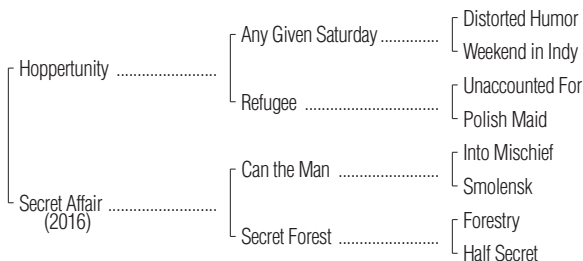 Distorted Humor
Any Given Saturday ..............
Weekend in Indy
Hoppertunity ........................
Unaccounted For
Refugee ................................
Polish Maid
Into Mischief
Can the Man ........................
Smolensk
Secret Affair ..........................
(2016)
Forestry
Secret Forest ........................
Half Secret